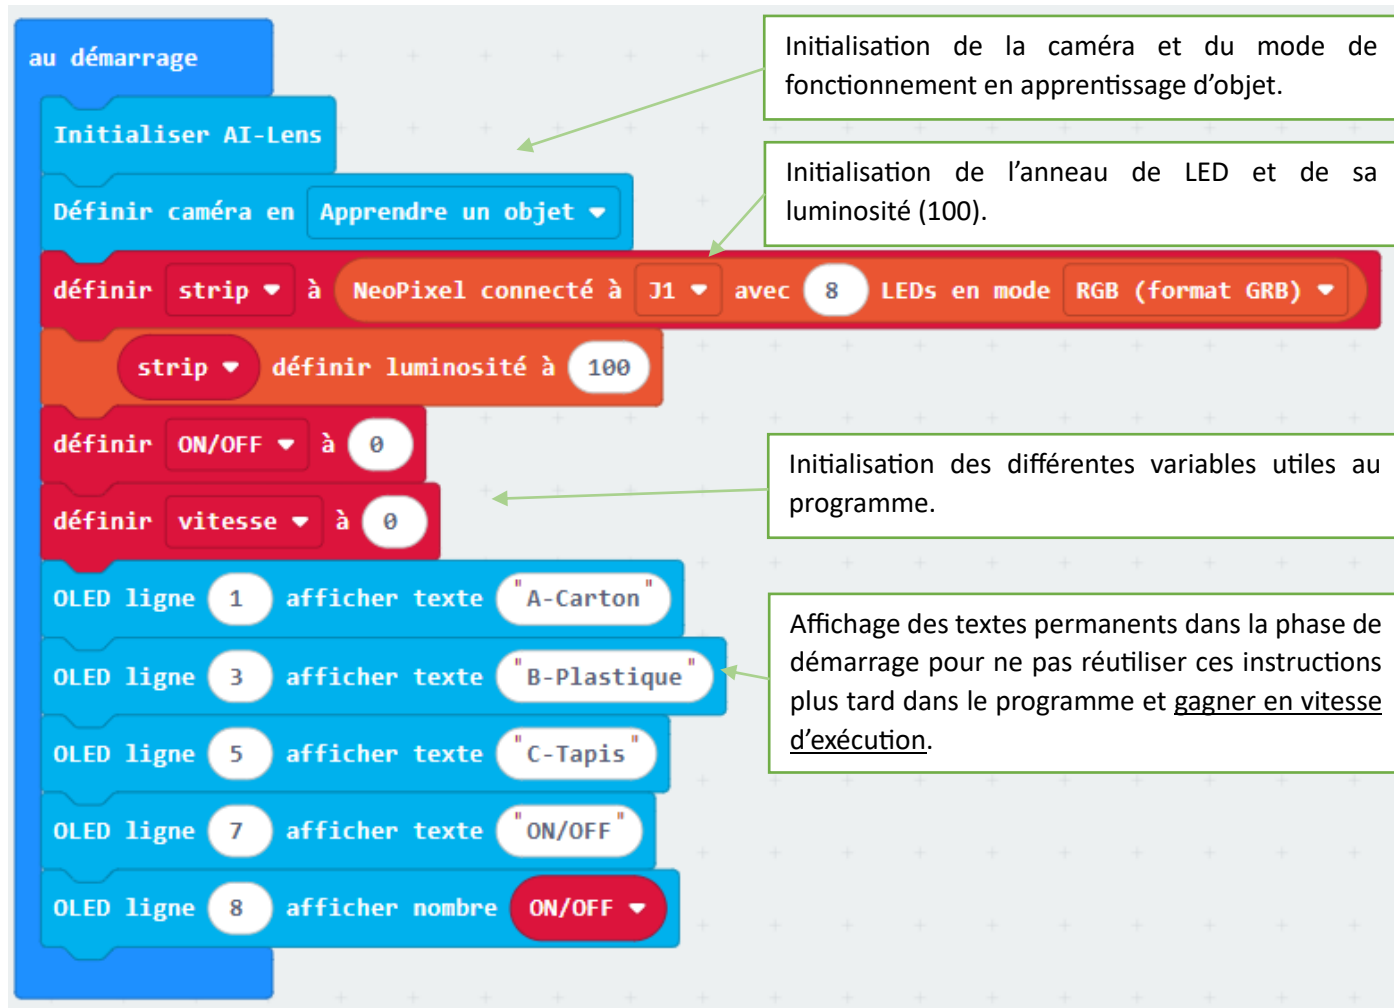 au démarrage
Initialiser AI-Lens
Définir caméra en Apprendre un objet
définir strip à NeoPixel connecté à J1 avec 8 LEDs en mode RGB (format GRB)
strip définir luminosité à 100
définir ON/OFF à 0
définir vitesse à 0
OLED ligne 1 afficher texte "A-Carton"
OLED ligne 3 afficher texte "B-Plastique"
OLED ligne 5 afficher texte "C-Tapis"
OLED ligne 7 afficher texte "ON/OFF"
OLED ligne 8 afficher nombre ON/OFF
Initialisation de la caméra et du mode de
fonctionnement en apprentissage d’objet.
Initialisation de l’anneau de LED et de sa
luminosité (100).
Initialisation des différentes variables utiles au
programme.
Affichage des textes permanents dans la phase de
démarrage pour ne pas réutiliser ces instructions
plus tard dans le programme et gagner en vitesse
d’exécution.